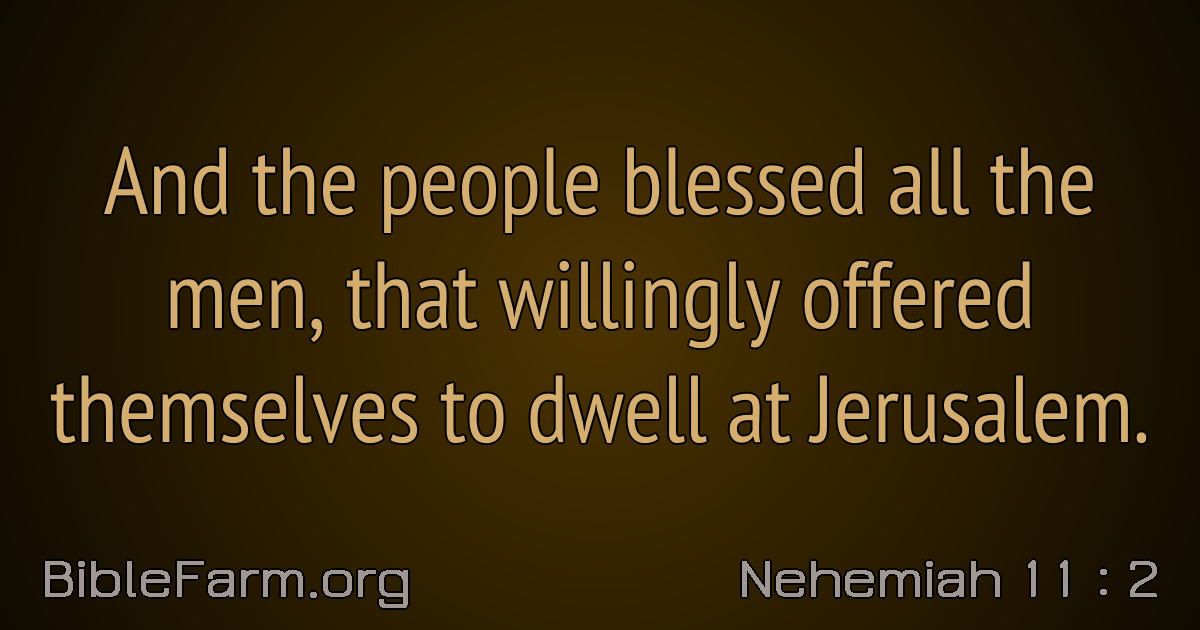 And the people blessed all the
men, that willingly offered
themselves to dwell at Jerusalem.
BibleFarm.org
Nehemiah 11 : 2